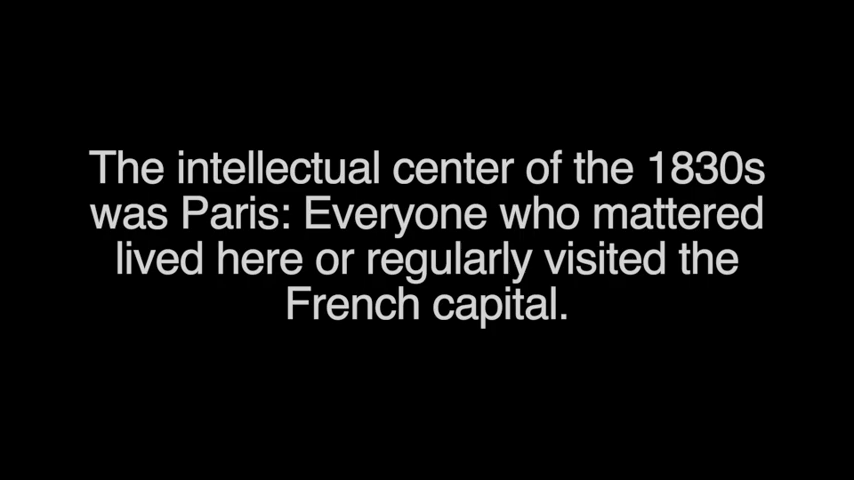 The intellectual center of the 1830s
was Paris: Everyone who mattered
lived here or regularly visited the
French capital.